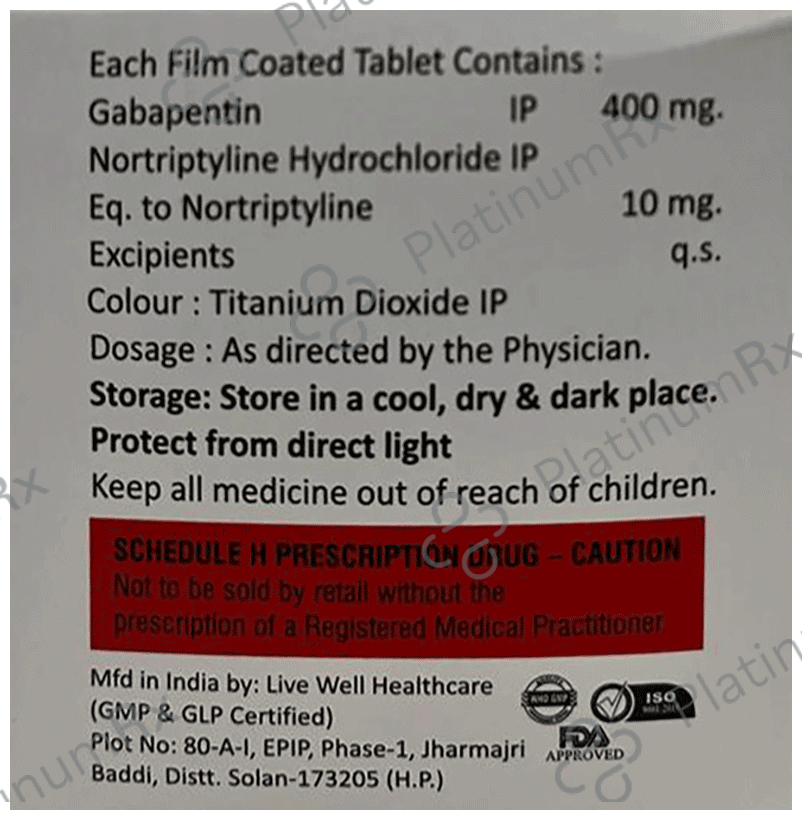 Each Film Coated Tablet Contains :
Gabapentin IP 400 mg.
Nortriptyline Hydrochloride IP
Eq. to Nortriptyline 10 mg.
Excipients q.s.
Colour : Titanium Dioxide IP
Dosage : As directed by the Physician.
Storage: Store in a cool, dry & dark place.
Protect from direct light
Keep all medicine out of reach of children.
SCHEDULE H PRESCRIPTION DRUG – CAUTION
Not to be sold by retail without the
prescription of a Registered Medical Practitioner
Mfd in India by: Live Well Healthcare
(GMP & GLP Certified)
Plot No: 80-A-I, EPIP, Phase-1, Jharmajri
Baddi, Distt. Solan-173205 (H.P.)
WHO GMP
ISO
FDA
APPROVED
PlatinumRx
PlatinumRx